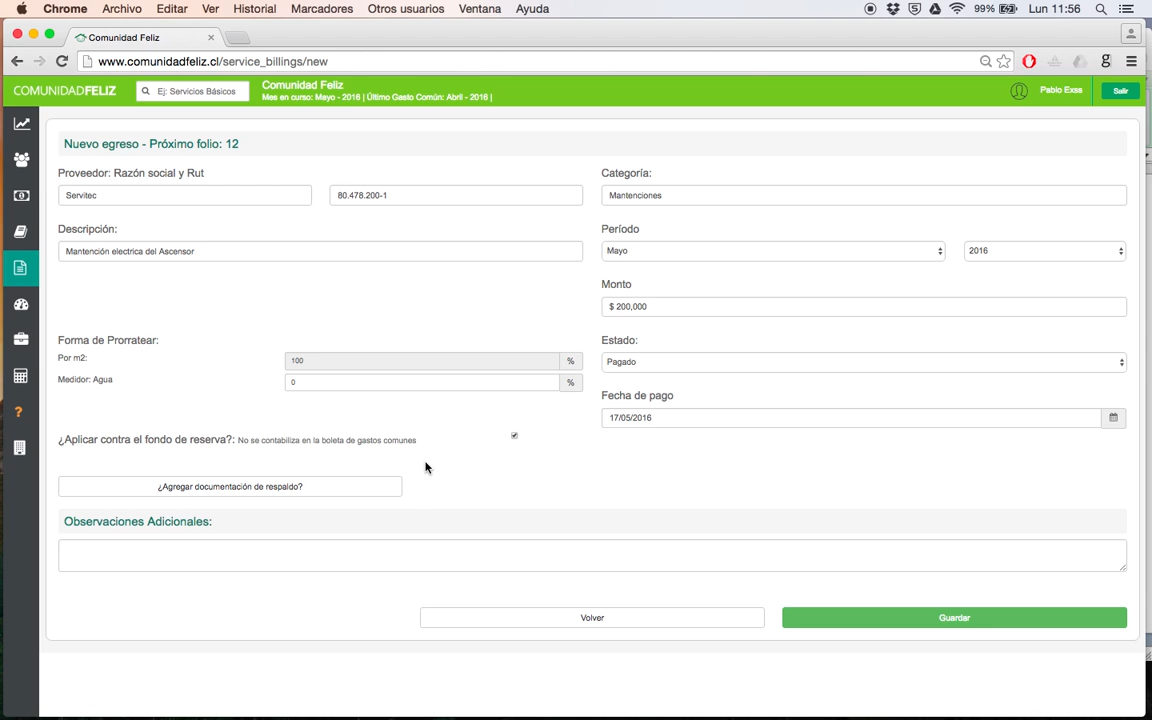 Chrome Archivo Editar Ver Historial Marcadores Otros usuarios Ventana Ayuda 99% Lun 11:56
Comunidad Feliz
www.comunidadfeliz.cl/service_billings/new
COMUNIDADFELIZ Ej: Servicios Básicos Comunidad Feliz Pablo Exss Salir
Mes en curso: Mayo - 2016 | Último Gasto Común: Abril - 2016 |
Nuevo egreso - Próximo folio: 12
Proveedor: Razón social y Rut
Servitec 80.478.200-1
Categoría:
Mantenciones
Descripción:
Mantención electrica del Ascensor
Período
Mayo 2016
Monto
$ 200,000
Forma de Prorratear:
Por m2: 100 %
Medidor: Agua 0 %
Estado:
Pagado
Fecha de pago
17/05/2016
¿Aplicar contra el fondo de reserva?: No se contabiliza en la boleta de gastos comunes
¿Agregar documentación de respaldo?
Observaciones Adicionales:
Volver Guardar